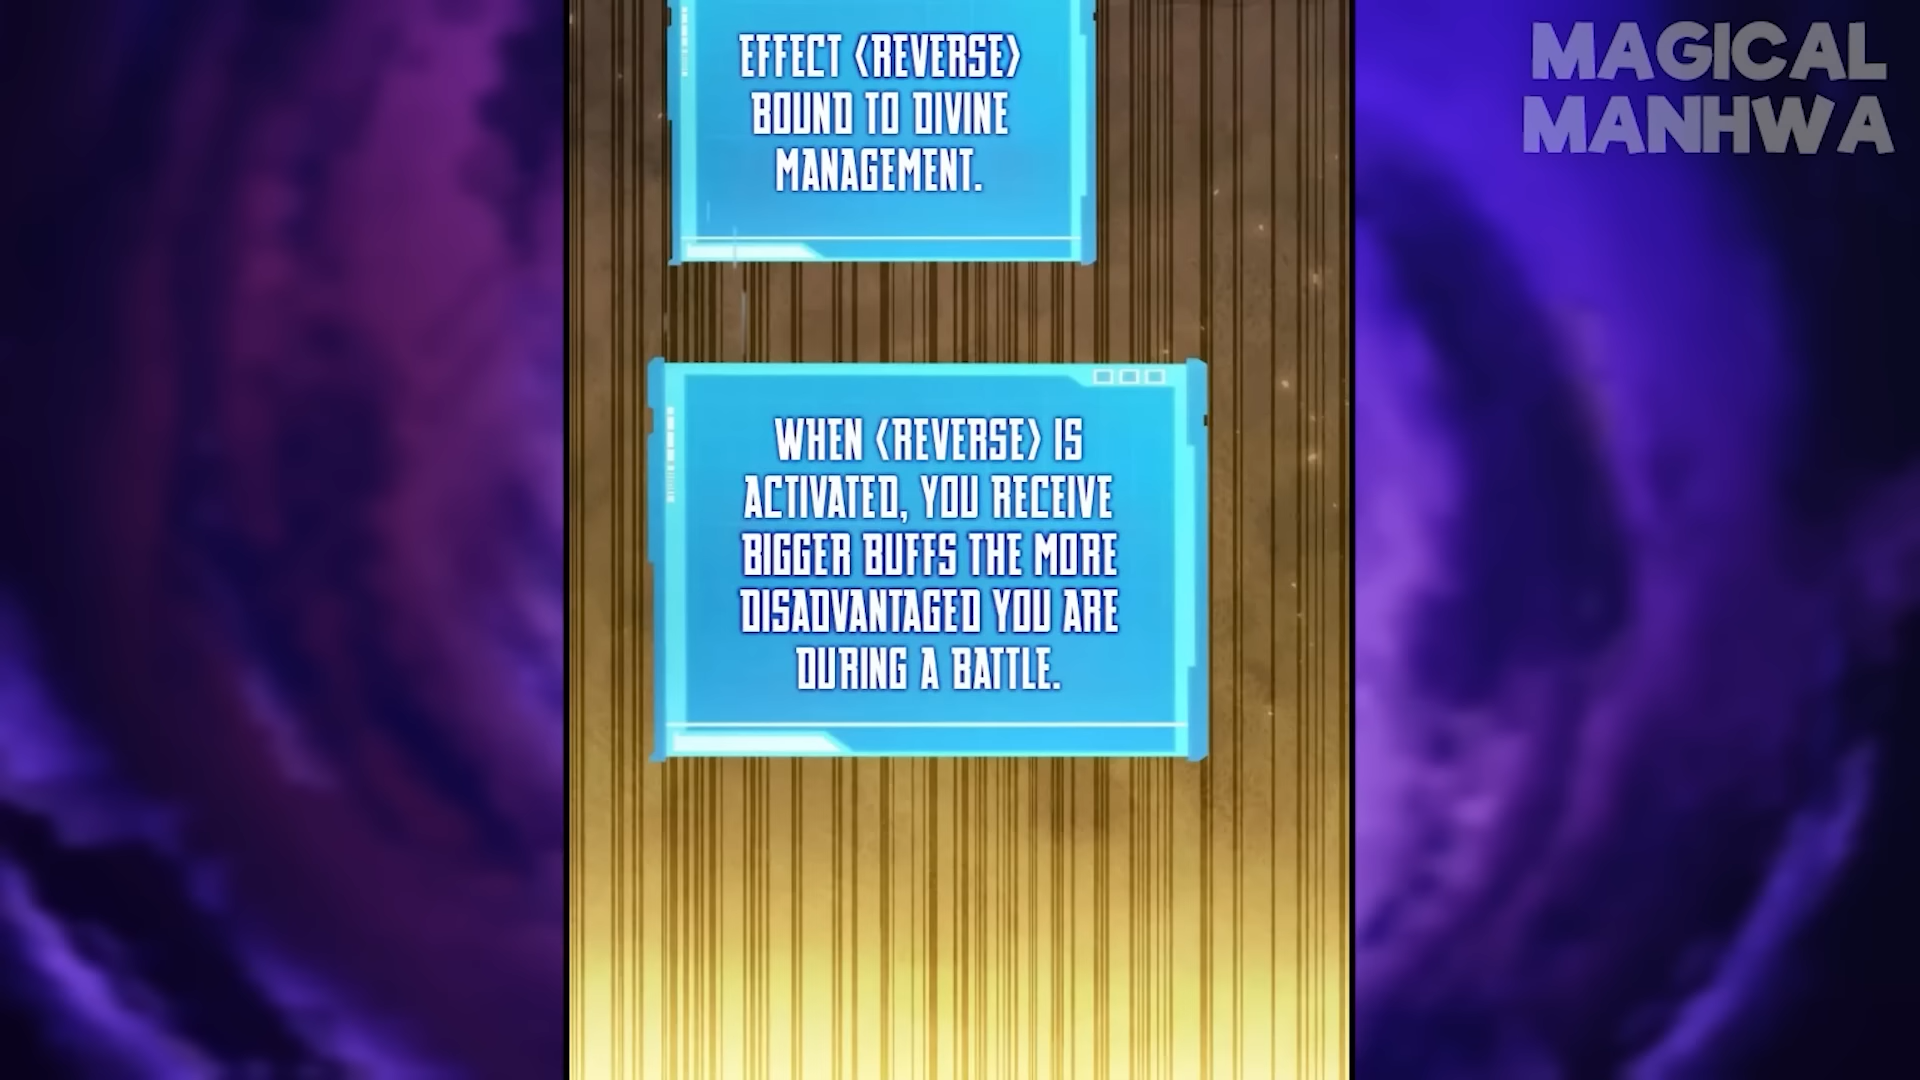 MAGICAL
MANHWA
EFFECT <REVERSE>
BOUND TO DIVINE
MANAGEMENT.
WHEN <REVERSE> IS
ACTIVATED, YOU RECEIVE
BIGGER BUFFS THE MORE
DISADVANTAGED YOU ARE
DURING A BATTLE.